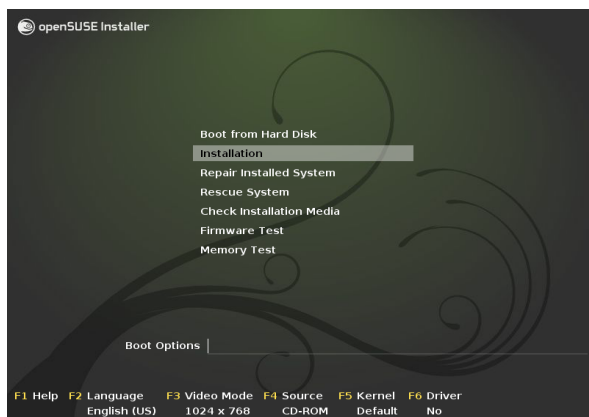 openSUSE Installer
Boot from Hard Disk
Installation
Repair Installed System
Rescue System
Check Installation Media
Firmware Test
Memory Test
Boot Options
F1 Help F2 Language F3 Video Mode F4 Source F5 Kernel F6 Driver
English (US) 1024 x 768 CD-ROM Default No